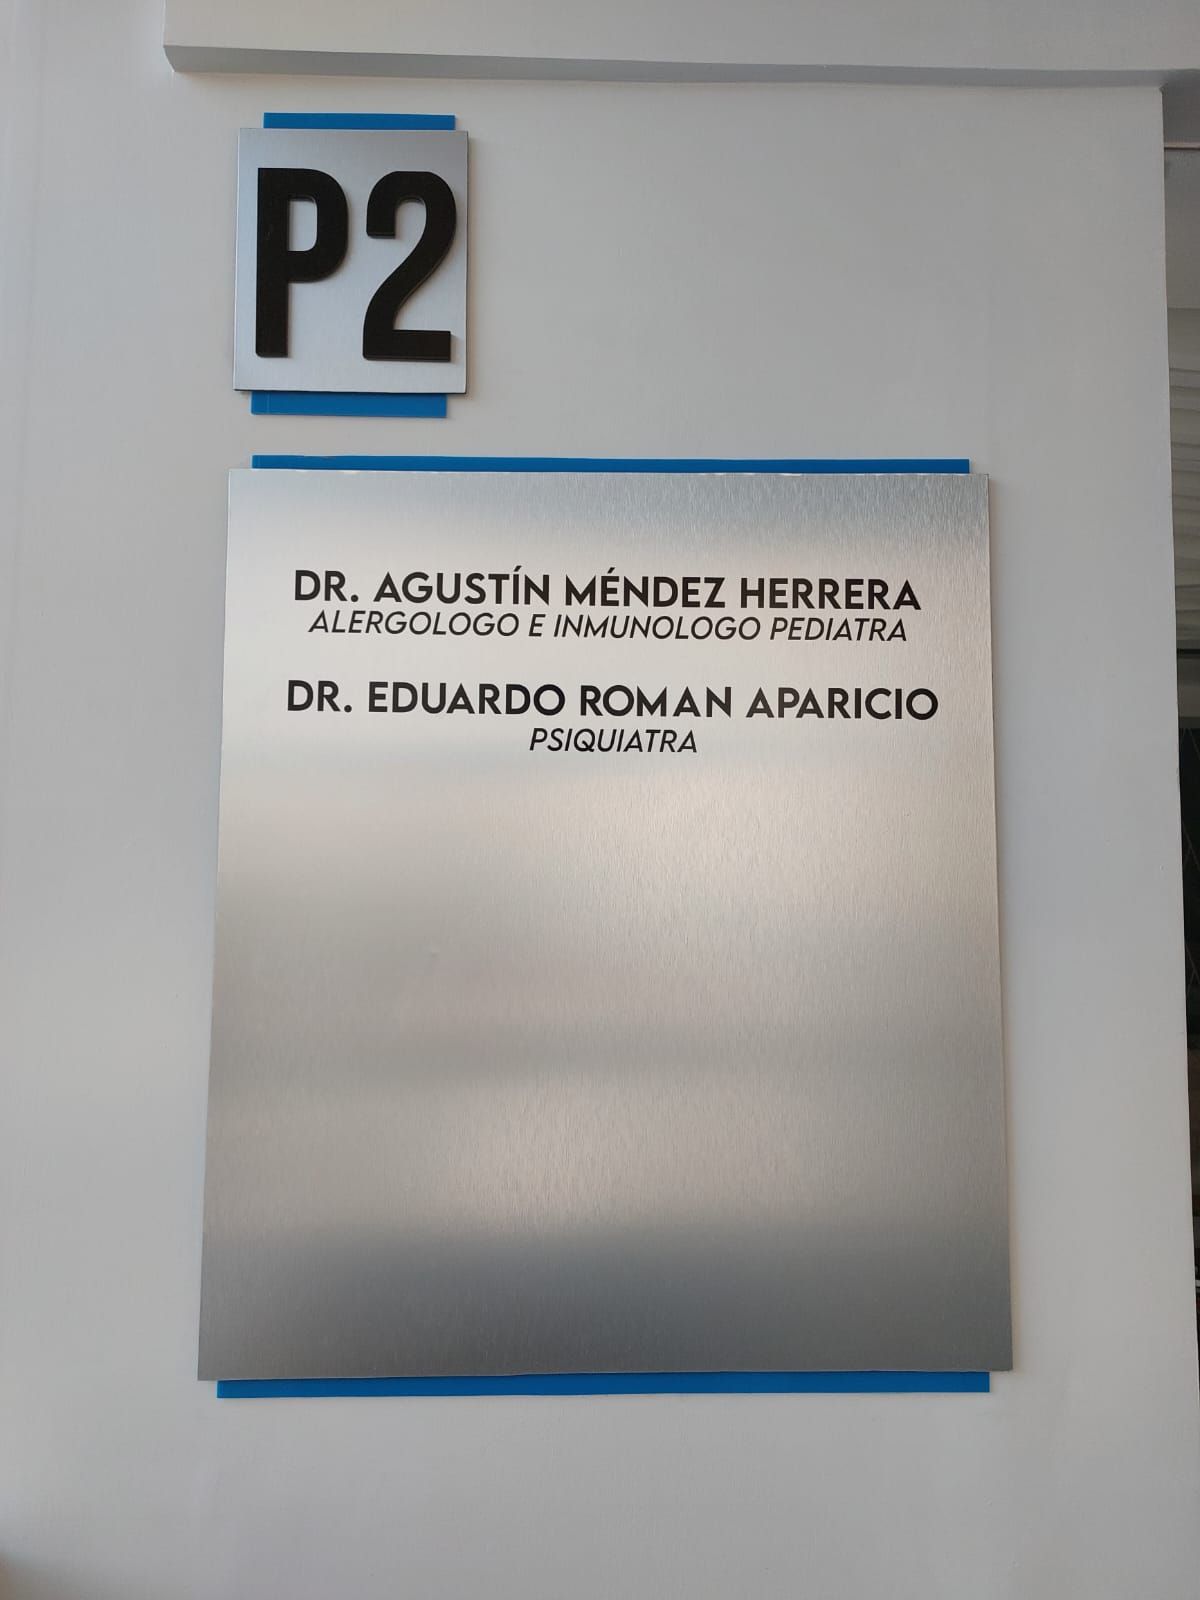 P2
DR. AGUSTÍN MÉNDEZ HERRERA
ALERGOLOGO E INMUNOLOGO PEDIATRA
DR. EDUARDO ROMAN APARICIO
PSIQUIATRA